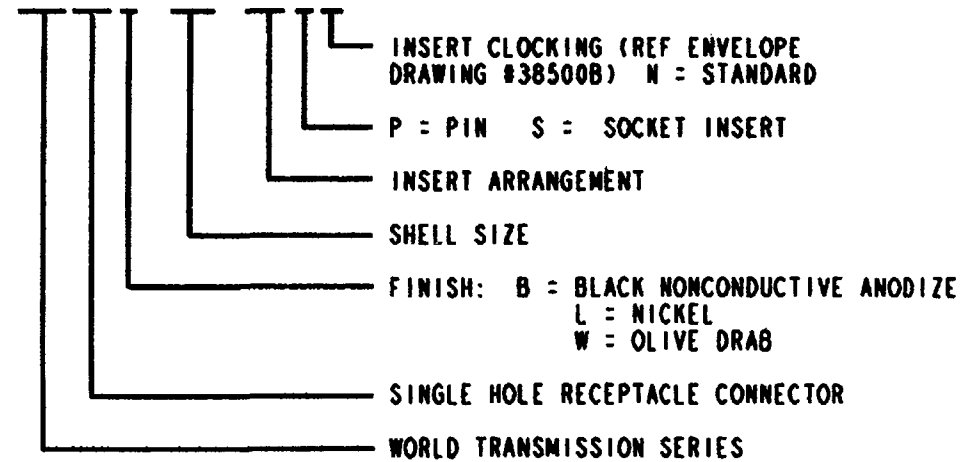 INSERT CLOCKING (REF ENVELOPE
DRAWING #38500B) N = STANDARD
P = PIN S = SOCKET INSERT
INSERT ARRANGEMENT
SHELL SIZE
FINISH: B = BLACK NONCONDUCTIVE ANODIZE
L = NICKEL
W = OLIVE DRAB
SINGLE HOLE RECEPTACLE CONNECTOR
WORLD TRANSMISSION SERIES